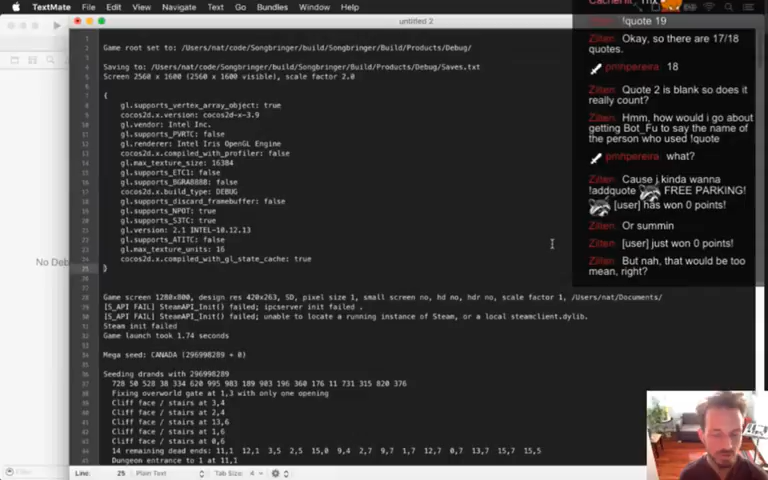 TextMate File Edit View Navigate Text Go Bundles Window Help
untitled 2
Game root set to: /Users/nat/code/Songbringer/build/Songbringer/Build/Products/Debug/
Saving to: /Users/nat/code/Songbringer/build/Songbringer/Build/Products/Debug/Saves.txt
Screen 2560 x 1600 (2560 x 1600 visible), scale factor 2.0
{
gl.supports_vertex_array_object: true
cocos2d.x.version: cocos2d-x-3.9
gl.vendor: Intel Inc.
gl.supports_PVRTC: false
gl.renderer: Intel Iris OpenGL Engine
cocos2d.x.compiled_with_profiler: false
gl.max_texture_size: 16384
gl.supports_ETC1: false
gl.supports_BGRA8888: false
cocos2d.x.build_type: DEBUG
gl.supports_discard_framebuffer: false
gl.supports_NPOT: true
gl.supports_S3TC: true
gl.version: 2.1 INTEL-10.12.13
gl.supports_ATITC: false
gl.max_texture_units: 16
cocos2d.x.compiled_with_gl_state_cache: true
}
Game screen 1280x800, design res 420x263, SD, pixel size 1, small screen no, hd no, hdr no, scale factor 1, /Users/nat/Documents/
[S_API FAIL] SteamAPI_Init() failed; ipcserver init failed .
[S_API FAIL] SteamAPI_Init() failed; unable to locate a running instance of Steam, or a local steamclient.dylib.
Steam init failed
Game launch took 1.74 seconds
Mega seed: CANADA (296998289 + 0)
Seeding drands with 296998289
728 50 528 38 334 620 995 983 189 903 196 360 176 11 731 315 820 376
Fixing overworld gate at 1,3 with only one opening
Cliff face / stairs at 3,4
Cliff face / stairs at 2,4
Cliff face / stairs at 13,6
Cliff face / stairs at 1,6
Cliff face / stairs at 0,6
14 remaining dead ends: 11,1 12,1 3,5 2,5 15,0 9,4 2,9 1,7 12,7 0,7 13,7 15,7 15,5
Dungeon entrance to 1 at 11,1
Line: 25 Plain Text Tab Size: 4
No Deb
Filter
!quote 19
Zilten: Okay, so there are 17/18
quotes.
pmhpereira 18
Zilten: Quote 2 is blank so does it
really count?
Zilten: Hmm, how would i go about
getting Bot_Fu to say the name of
the person who used !quote
pmhpereira what?
Zilten: Cause j kinda wanna
!addquote FREE PARKING!
[user] has won 0 points!
Zilten: Or summin
Zilten: [user] just won 0 points!
Zilten: But nah, that would be too
mean, right?